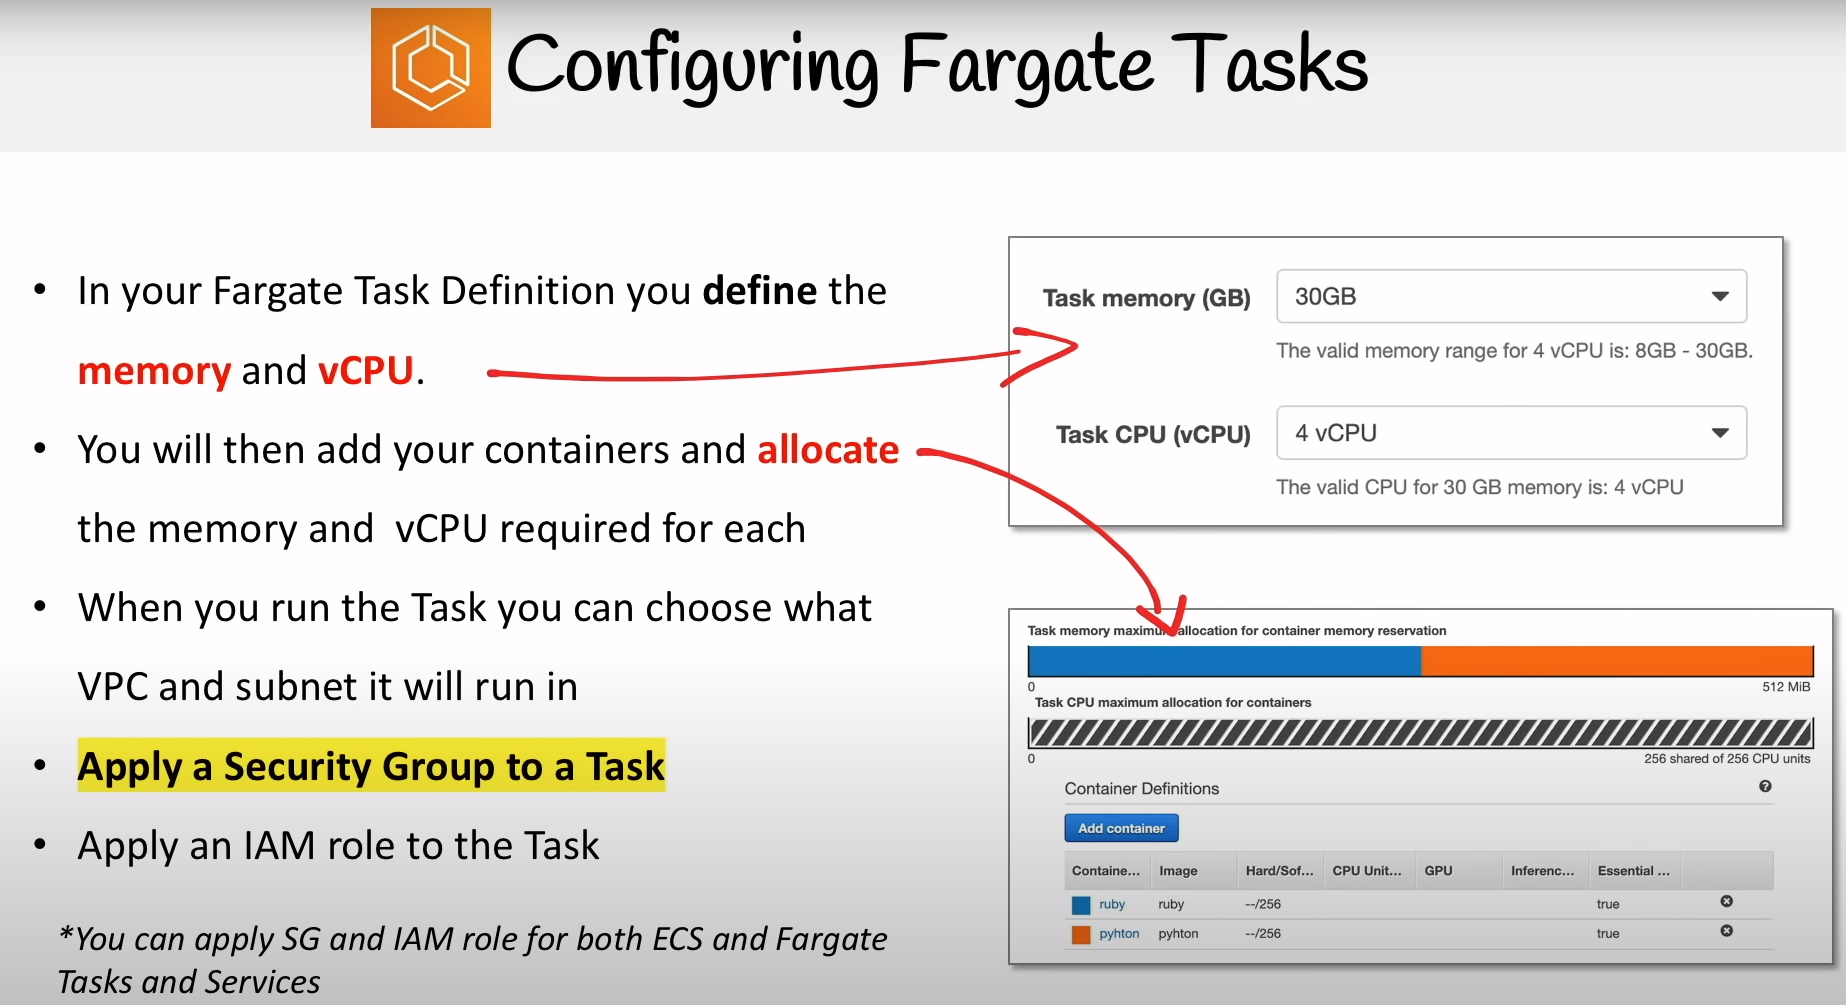 Configuring Fargate Tasks
• In your Fargate Task Definition you define the
memory and vCPU.
• You will then add your containers and allocate
the memory and vCPU required for each
• When you run the Task you can choose what
VPC and subnet it will run in
• Apply a Security Group to a Task
• Apply an IAM role to the Task
*You can apply SG and IAM role for both ECS and Fargate
Tasks and Services
Task memory (GB) 30GB
The valid memory range for 4 vCPU is: 8GB - 30GB.
Task CPU (vCPU) 4 vCPU
The valid CPU for 30 GB memory is: 4 vCPU
Task memory maximum allocation for container memory reservation
0 512 MiB
Task CPU maximum allocation for containers
0 256 shared of 256 CPU units
Container Definitions
Add container
Containe... Image Hard/Sof... CPU Unit... GPU Inferenc... Essential ...
ruby ruby --/256 true
pyhton pyhton --/256 true